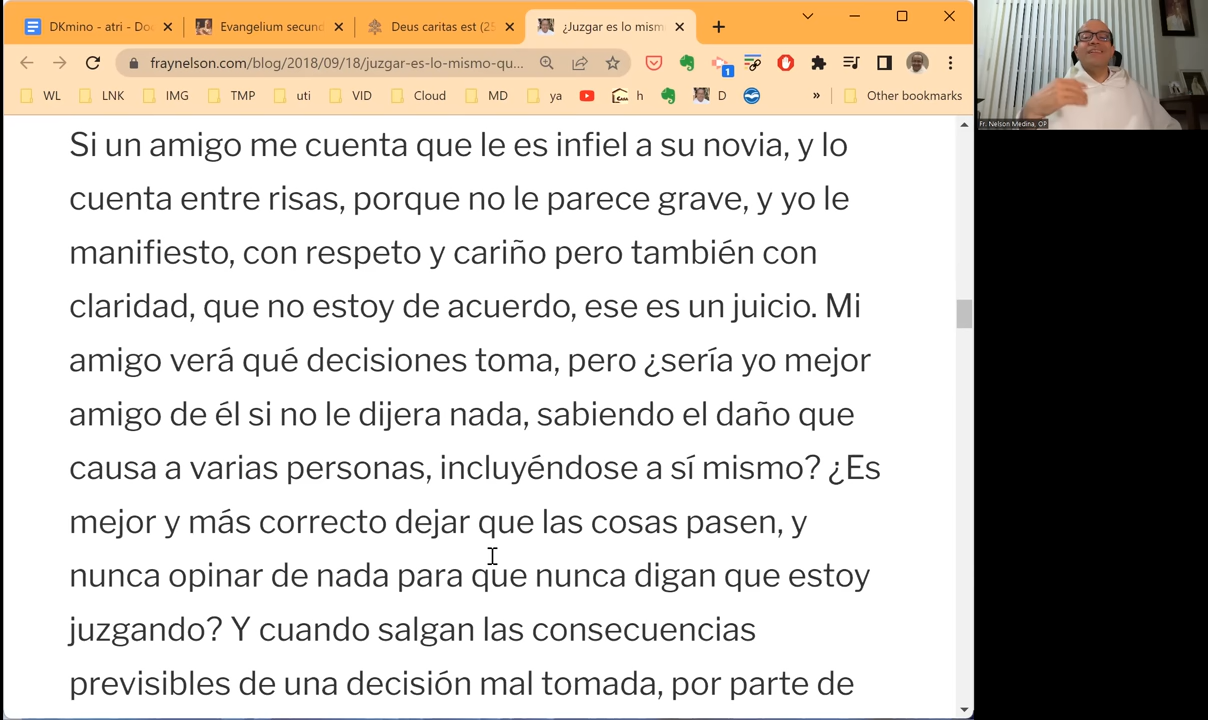 DKmino - atri - Doc
Evangelium secund
Deus caritas est (25
¿Juzgar es lo mism
fraynelson.com/blog/2018/09/18/juzgar-es-lo-mismo-qu...
1
WL LNK IMG TMP uti VID Cloud MD ya h D » Other bookmarks
Fr. Nelson Medina, OP
Si un amigo me cuenta que le es infiel a su novia, y lo
cuenta entre risas, porque no le parece grave, y yo le
manifiesto, con respeto y cariño pero también con
claridad, que no estoy de acuerdo, ese es un juicio. Mi
amigo verá qué decisiones toma, pero ¿sería yo mejor
amigo de él si no le dijera nada, sabiendo el daño que
causa a varias personas, incluyéndose a sí mismo? ¿Es
mejor y más correcto dejar que las cosas pasen, y
nunca opinar de nada para que nunca digan que estoy
juzgando? Y cuando salgan las consecuencias
previsibles de una decisión mal tomada, por parte de